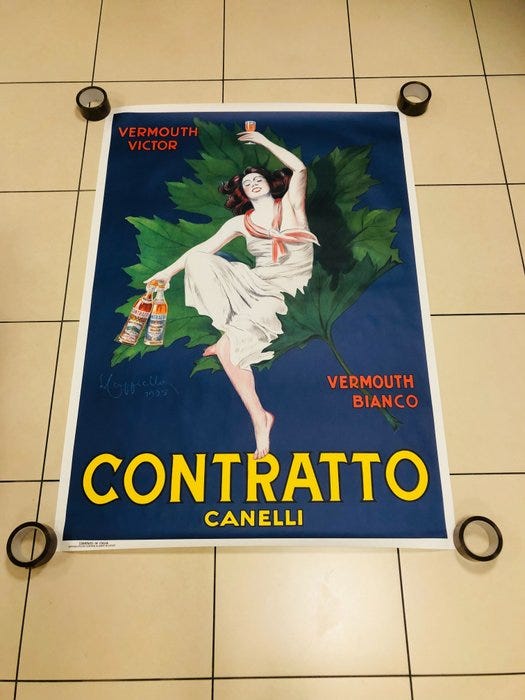 VERMOUTH
VICTOR
VERMOUTH
BIANCO
CONTRATTO
CANELLI